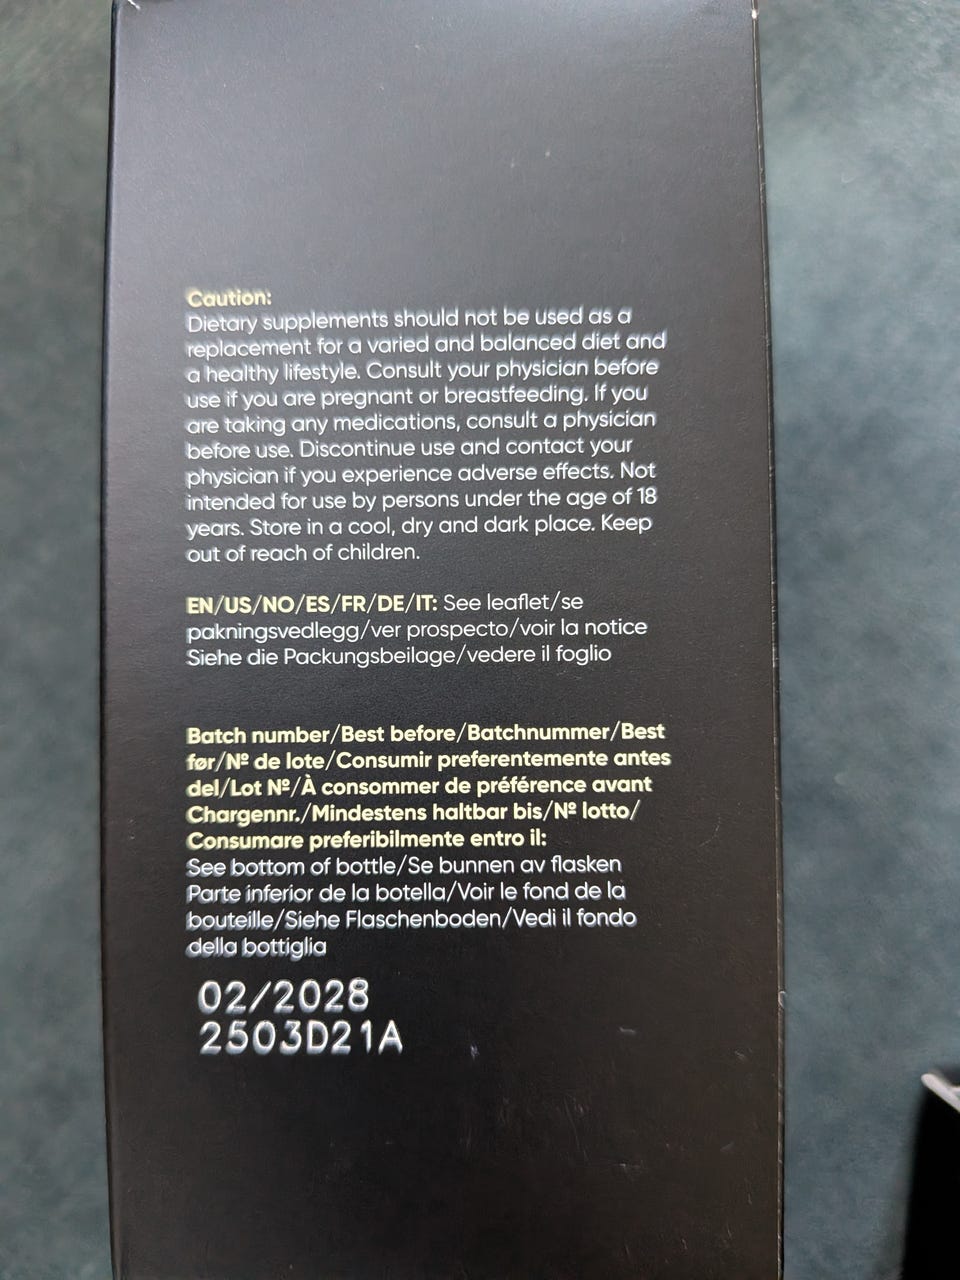 Caution:
Dietary supplements should not be used as a
replacement for a varied and balanced diet and
a healthy lifestyle. Consult your physician before
use if you are pregnant or breastfeeding. If you
are taking any medications, consult a physician
before use. Discontinue use and contact your
physician if you experience adverse effects. Not
intended for use by persons under the age of 18
years. Store in a cool, dry and dark place. Keep
out of reach of children.
EN/US/NO/ES/FR/DE/IT: See leaflet/se
pakningsvedlegg/ver prospecto/voir la notice
Siehe die Packungsbeilage/vedere il foglio
Batch number/Best before/Batchnummer/Best
før/Nº de lote/Consumir preferentemente antes
del/Lot Nº/À consommer de préférence avant
Chargennr./Mindestens haltbar bis/Nº lotto/
Consumare preferibilmente entro il:
See bottom of bottle/Se bunnen av flasken
Parte inferior de la botella/Voir le fond de la
bouteille/Siehe Flaschenboden/Vedi il fondo
della bottiglia
02/2028
2503D21A